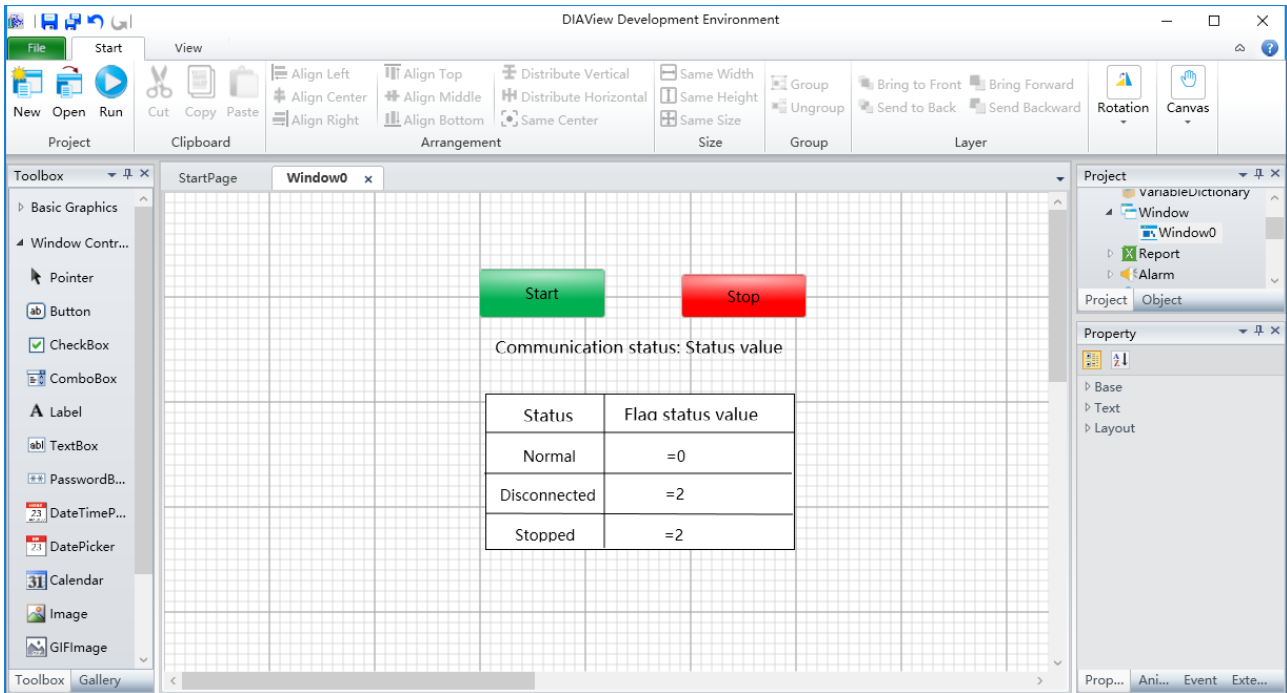 DIAView Development Environment
File Start View
New Open Run
Project
Cut Copy Paste
Clipboard
Align Left Align Top Distribute Vertical
Align Center Align Middle Distribute Horizontal
Align Right Align Bottom Same Center
Arrangement
Same Width
Same Height
Same Size
Size
Group
Ungroup
Group
Bring to Front Bring Forward
Send to Back Send Backward
Layer
Rotation Canvas
Toolbox
Basic Graphics
Window Contr...
Pointer
Button
CheckBox
ComboBox
A Label
TextBox
PasswordB...
DateTimeP...
DatePicker
Calendar
Image
GIFImage
Toolbox Gallery
StartPage Window0 x
Start Stop
Communication status: Status value
Status Flag status value
Normal =0
Disconnected =2
Stopped =2
Project
VariableDictionary
Window
Window0
Report
Alarm
Project Object
Property
Base
Text
Layout
Prop... Ani... Event Exte...